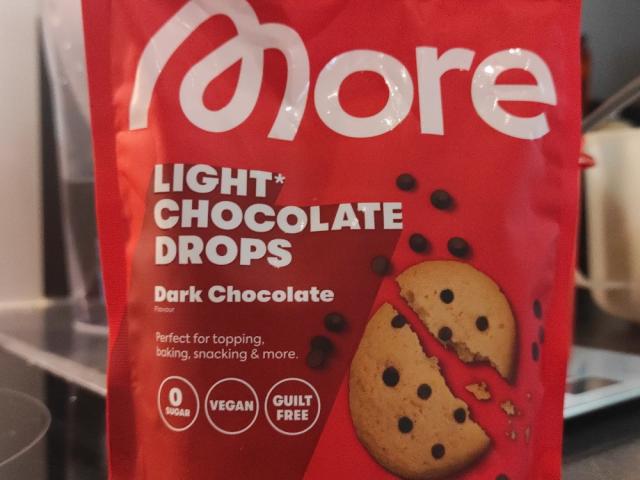 More
LIGHT*
CHOCOLATE
DROPS
Dark Chocolate
Flavour
Perfect for topping,
baking, snacking & more.
0
SUGAR
VEGAN
GUILT
FREE